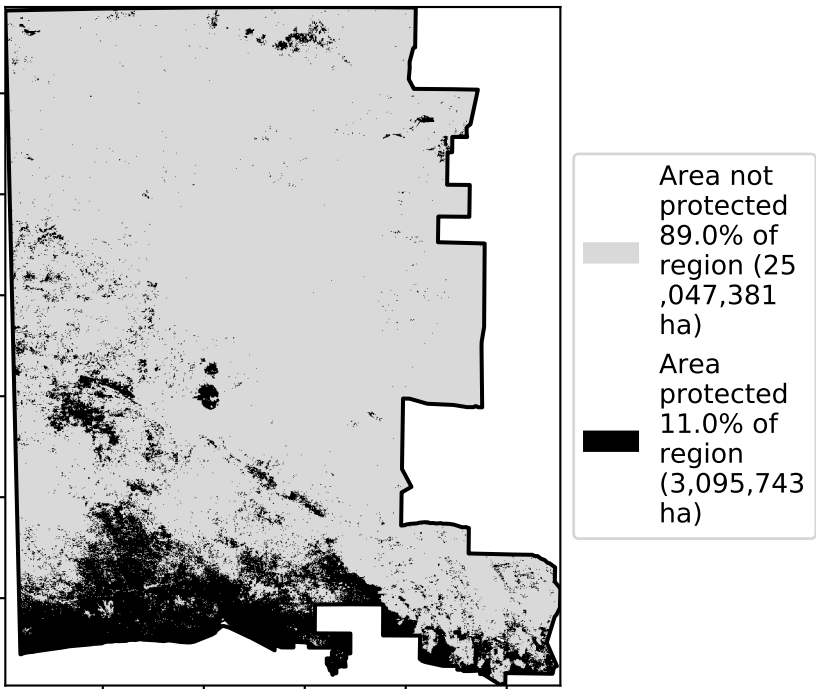 Area not
protected
89.0% of
region (25
,047,381
ha)
Area
protected
11.0% of
region
(3,095,743
ha)